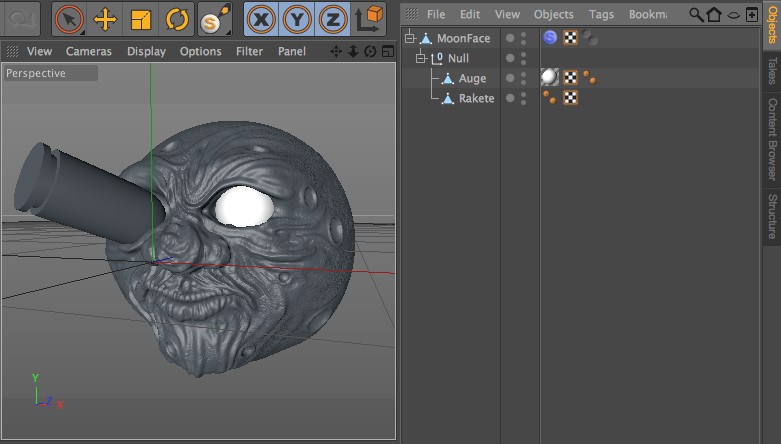 X Y Z
File Edit View Objects Tags Bookm
View Cameras Display Options Filter Panel
Perspective
MoonFace
Null
Auge
Rakete
Objects
Takes
Content Browser
Structure
S
S
0
Y
Z X